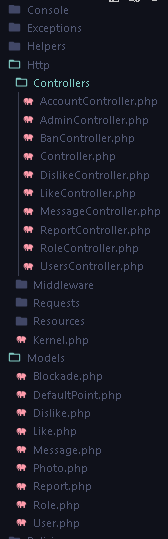 Console
Exceptions
Helpers
Http
Controllers
AccountController.php
AdminController.php
BanController.php
Controller.php
DislikeController.php
LikeController.php
MessageController.php
ReportController.php
RoleController.php
UsersController.php
Middleware
Requests
Resources
Kernel.php
Models
Blockade.php
DefaultPoint.php
Dislike.php
Like.php
Message.php
Photo.php
Report.php
Role.php
User.php